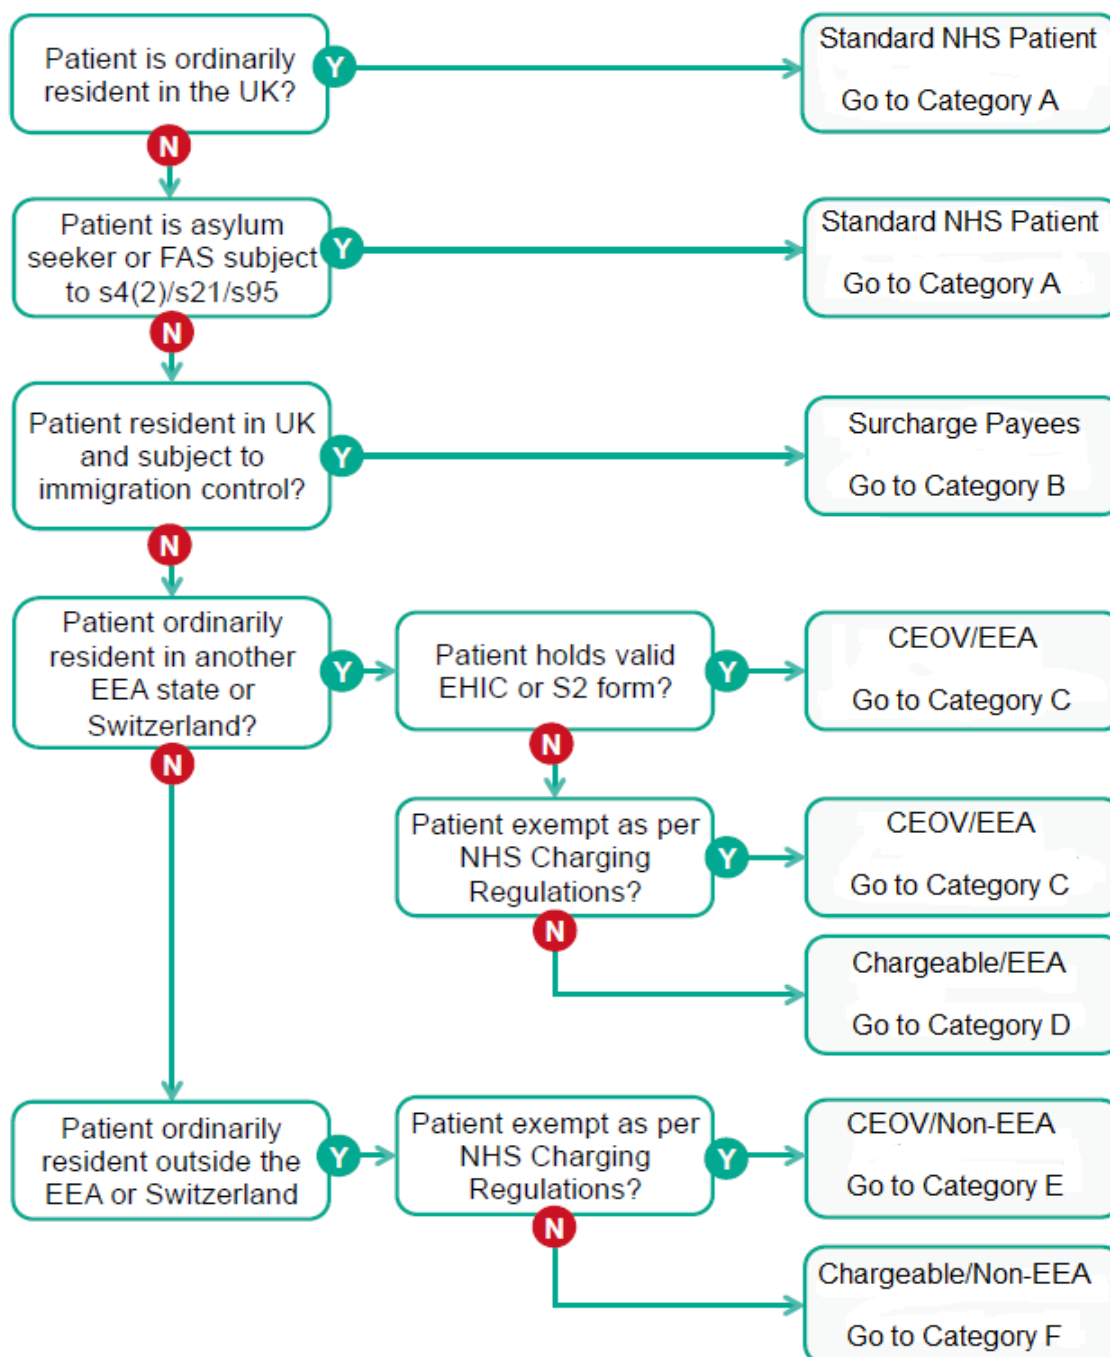 Patient is ordinarily
resident in the UK?
Y
Standard NHS Patient
Go to Category A
N
Patient is asylum
seeker or FAS subject
to s4(2)/s21/s95
Y
Standard NHS Patient
Go to Category A
N
Patient resident in UK
and subject to
immigration control?
Y
Surcharge Payees
Go to Category B
N
Patient ordinarily
resident in another
EEA state or
Switzerland?
Y
Patient holds valid
EHIC or S2 form?
Y
CEOV/EEA
Go to Category C
N
Patient exempt as per
NHS Charging
Regulations?
Y
CEOV/EEA
Go to Category C
N
Chargeable/EEA
Go to Category D
N
Patient ordinarily
resident outside the
EEA or Switzerland
Y
Patient exempt as per
NHS Charging
Regulations?
Y
CEOV/Non-EEA
Go to Category E
N
Chargeable/Non-EEA
Go to Category F